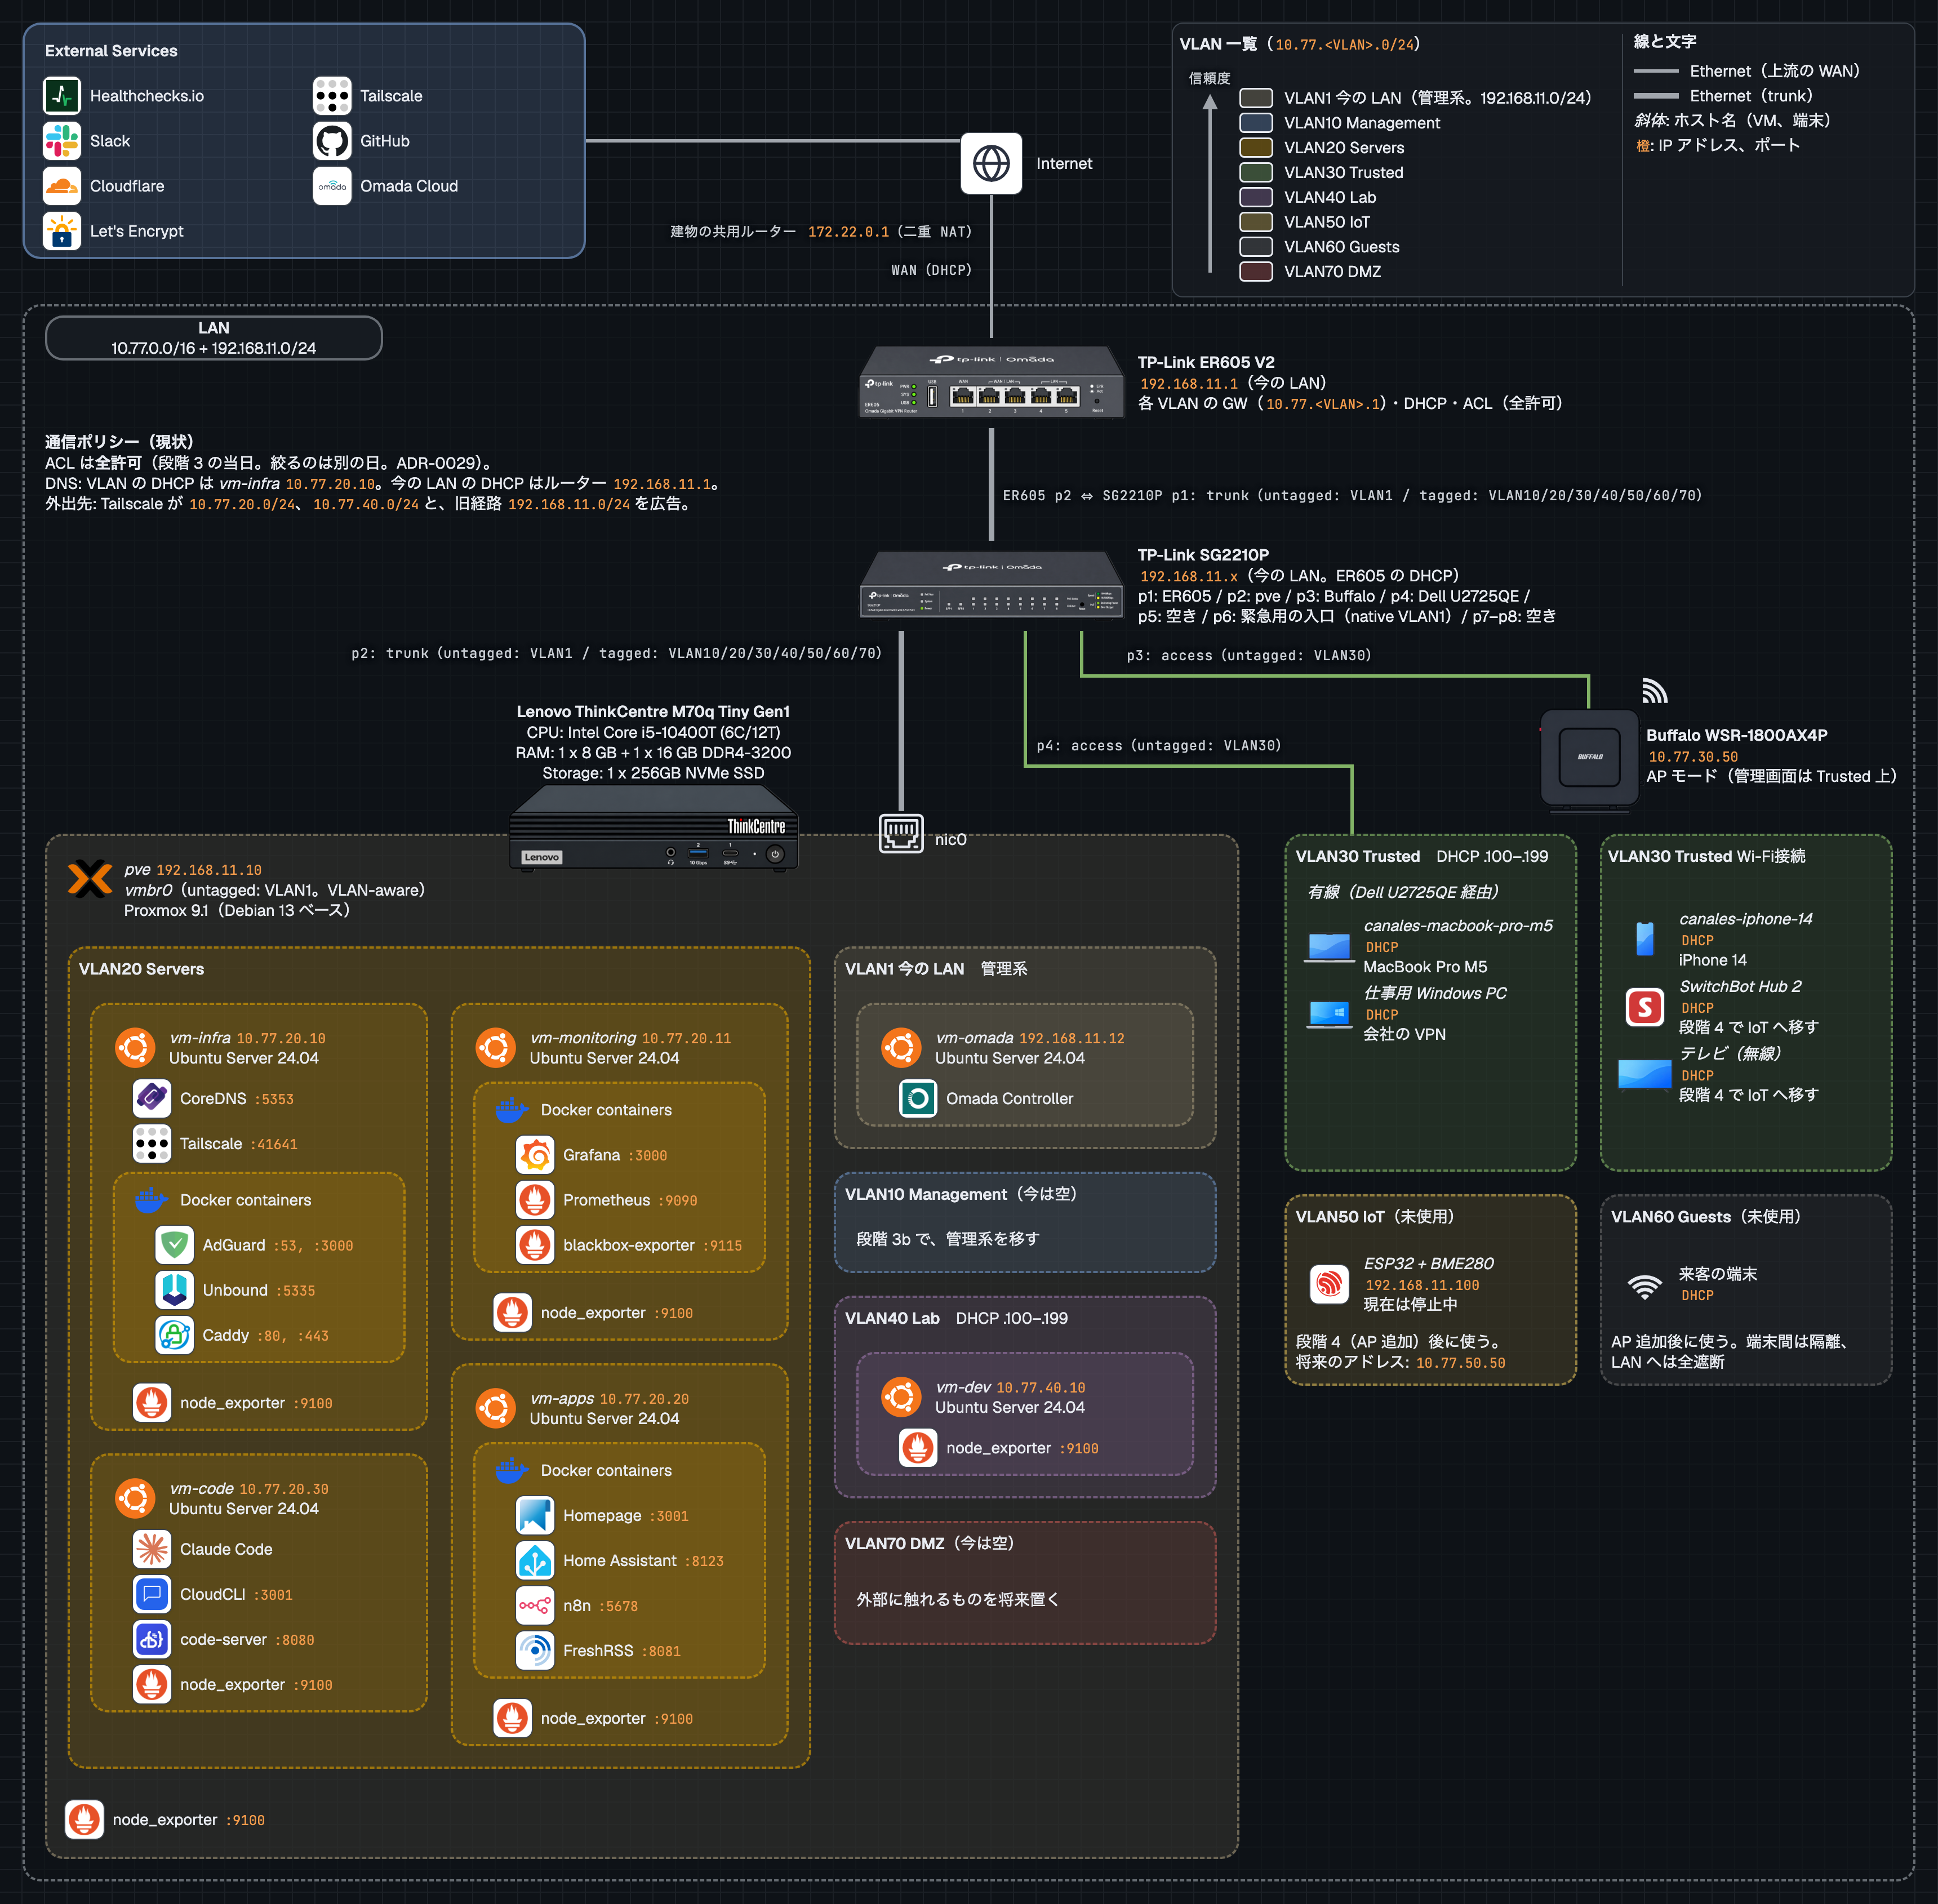 External Services
Healthchecks.io
Tailscale
Slack
GitHub
Cloudflare
omada
Omada Cloud
Let's Encrypt
Internet
建物の共用ルーター 172.22.0.1（二重 NAT）
WAN（DHCP）
VLAN 一覧（10.77.<VLAN>.0/24）
信頼度
VLAN1 今の LAN（管理系。192.168.11.0/24）
VLAN10 Management
VLAN20 Servers
VLAN30 Trusted
VLAN40 Lab
VLAN50 IoT
VLAN60 Guests
VLAN70 DMZ
線と文字
Ethernet（上流の WAN）
Ethernet（trunk）
斜体: ホスト名（VM、端末）
橙: IP アドレス、ポート
LAN
10.77.0.0/16 + 192.168.11.0/24
tp-link | Omada
TP-Link ER605 V2
192.168.11.1（今の LAN）
各 VLAN の GW（10.77.<VLAN>.1）・DHCP・ACL（全許可）
通信ポリシー（現状）
ACL は全許可（段階 3 の当日。絞るのは別の日。ADR-0029）。
DNS: VLAN の DHCP は vm-infra 10.77.20.10。今の LAN の DHCP はルーター 192.168.11.1。
外出先: Tailscale が 10.77.20.0/24、10.77.40.0/24 と、旧経路 192.168.11.0/24 を広告。
ER605 p2 ⇔ SG2210P p1: trunk（untagged: VLAN1 / tagged: VLAN10/20/30/40/50/60/70）
tp-link | Omada
TP-Link SG2210P
192.168.11.x（今の LAN。ER605 の DHCP）
p1: ER605 / p2: pve / p3: Buffalo / p4: Dell U2725QE /
p5: 空き / p6: 緊急用の入口（native VLAN1）/ p7–p8: 空き
p2: trunk（untagged: VLAN1 / tagged: VLAN10/20/30/40/50/60/70）
p3: access（untagged: VLAN30）
p4: access（untagged: VLAN30）
Lenovo ThinkCentre M70q Tiny Gen1
CPU: Intel Core i5-10400T (6C/12T)
RAM: 1 x 8 GB + 1 x 16 GB DDR4-3200
Storage: 1 x 256GB NVMe SSD
ThinkCentre
Lenovo
nic0
BUFFALO
Buffalo WSR-1800AX4P
10.77.30.50
AP モード（管理画面は Trusted 上）
pve 192.168.11.10
vmbr0（untagged: VLAN1。VLAN-aware）
Proxmox 9.1（Debian 13 ベース）
VLAN20 Servers
vm-infra 10.77.20.10
Ubuntu Server 24.04
CoreDNS :5353
Tailscale :41641
Docker containers
AdGuard :53, :3000
Unbound :5335
Caddy :80, :443
node_exporter :9100
vm-monitoring 10.77.20.11
Ubuntu Server 24.04
Docker containers
Grafana :3000
Prometheus :9090
blackbox-exporter :9115
node_exporter :9100
vm-code 10.77.20.30
Ubuntu Server 24.04
Claude Code
CloudCLI :3001
code-server :8080
node_exporter :9100
vm-apps 10.77.20.20
Ubuntu Server 24.04
Docker containers
Homepage :3001
Home Assistant :8123
n8n :5678
FreshRSS :8081
node_exporter :9100
node_exporter :9100
VLAN1 今の LAN 管理系
vm-omada 192.168.11.12
Ubuntu Server 24.04
Omada Controller
VLAN10 Management（今は空）
段階 3b で、管理系を移す
VLAN40 Lab DHCP .100–.199
vm-dev 10.77.40.10
Ubuntu Server 24.04
node_exporter :9100
VLAN70 DMZ（今は空）
外部に触れるものを将来置く
VLAN30 Trusted DHCP .100–.199
有線（Dell U2725QE 経由）
canales-macbook-pro-m5
DHCP
MacBook Pro M5
仕事用 Windows PC
DHCP
会社の VPN
VLAN30 Trusted Wi-Fi接続
canales-iphone-14
DHCP
iPhone 14
SwitchBot Hub 2
DHCP
段階 4 で IoT へ移す
テレビ（無線）
DHCP
段階 4 で IoT へ移す
VLAN50 IoT（未使用）
ESP32 + BME280
192.168.11.100
現在は停止中
段階 4（AP 追加）後に使う。
将来のアドレス: 10.77.50.50
VLAN60 Guests（未使用）
来客の端末
DHCP
AP 追加後に使う。端末間は隔離、
LAN へは全遮断